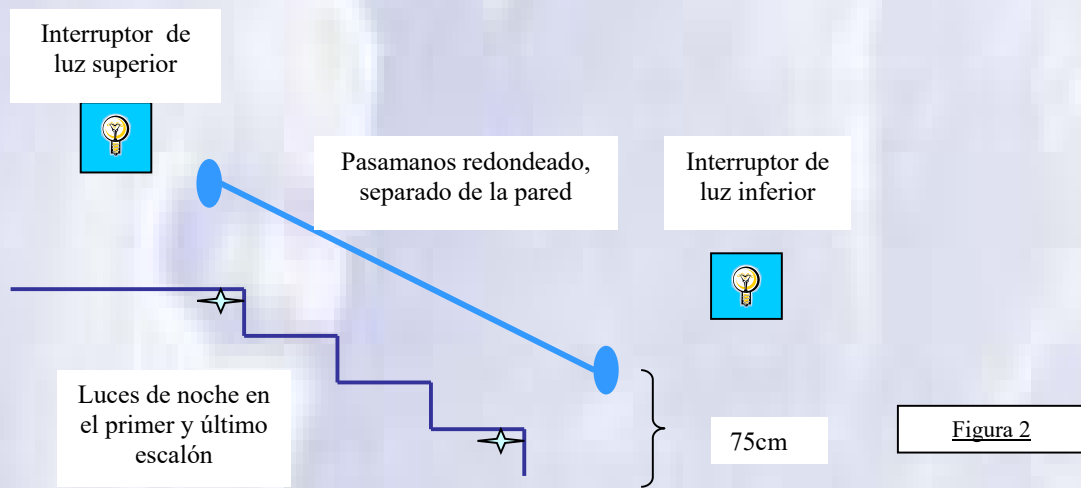 Interruptor de
luz superior
Pasamanos redondeado,
separado de la pared
Interruptor de
luz inferior
Luces de noche en
el primer y último
escalón
75cm
Figura 2